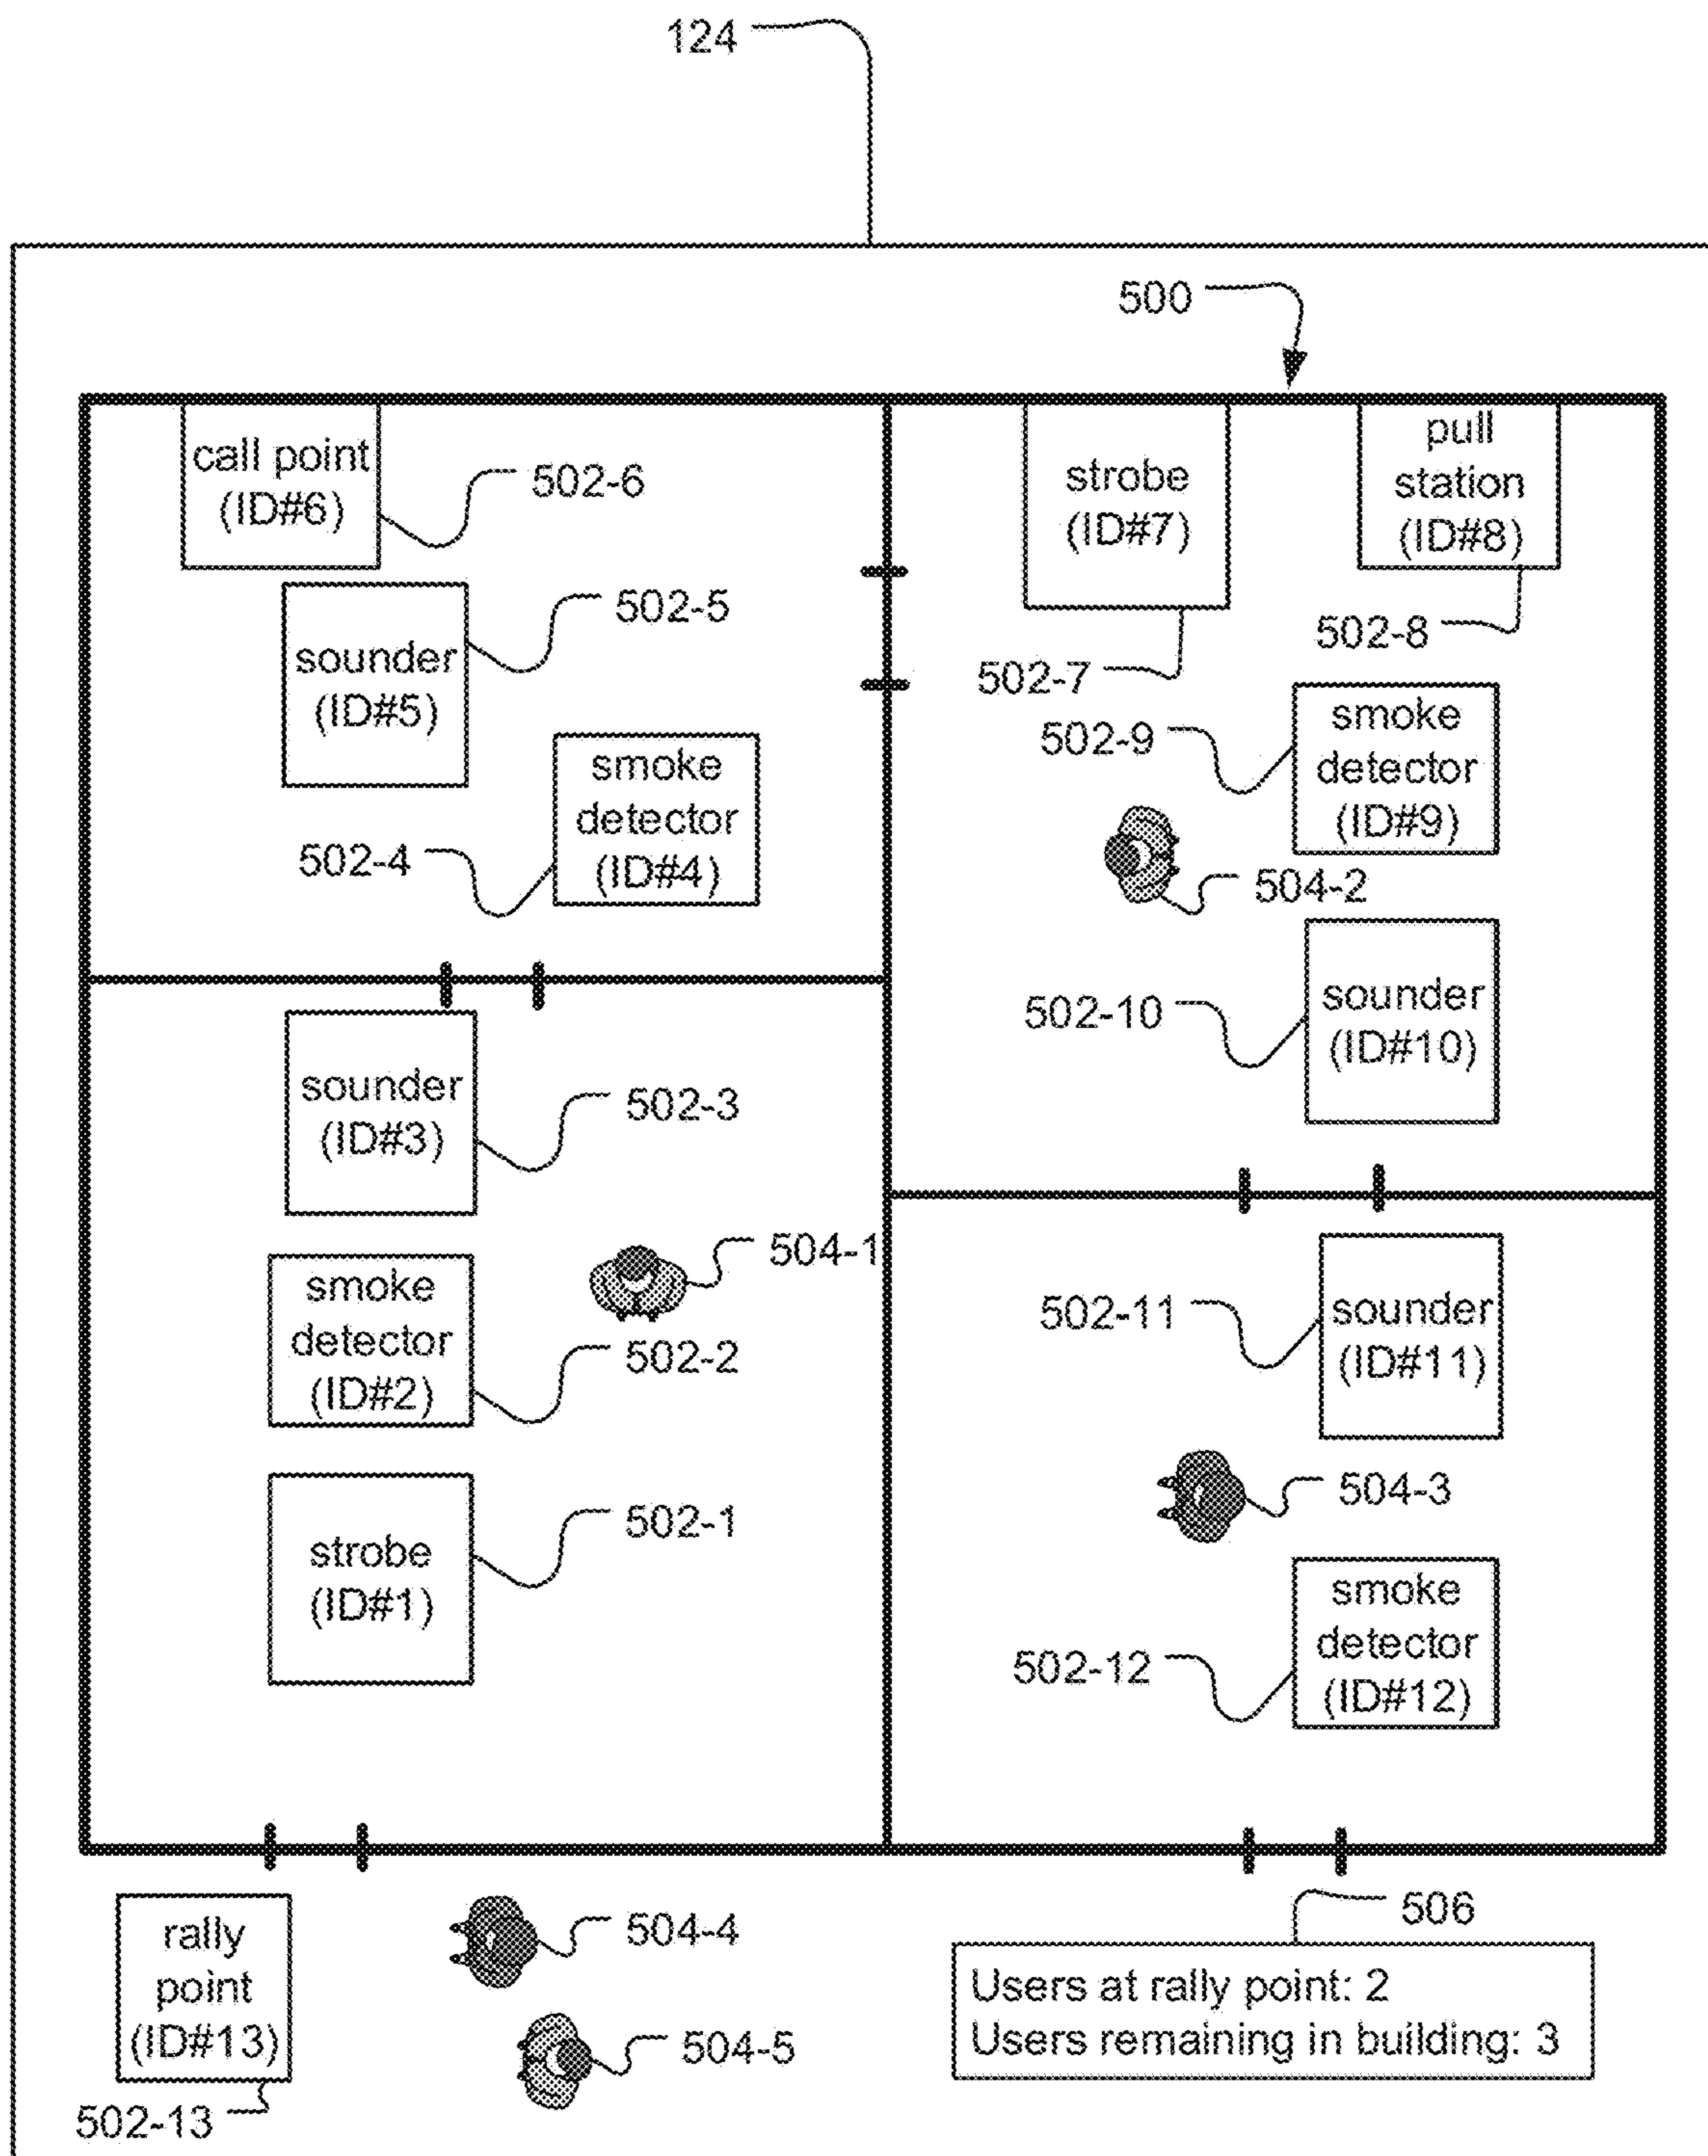 124
500
call point
(ID#6)
502-6
strobe
(ID#7)
pull
station
(ID#8)
502-5
sounder
(ID#5)
502-8
502-7
smoke
detector
(ID#9)
502-9
smoke
detector
(ID#4)
502-4
504-2
502-10
sounder
(ID#10)
sounder
(ID#3)
502-3
504-1
smoke
detector
(ID#2)
502-2
502-11
sounder
(ID#11)
504-3
strobe
(ID#1)
502-1
smoke
detector
(ID#12)
502-12
506
rally
point
(ID#13)
504-4
504-5
Users at rally point: 2
Users remaining in building: 3
502-13